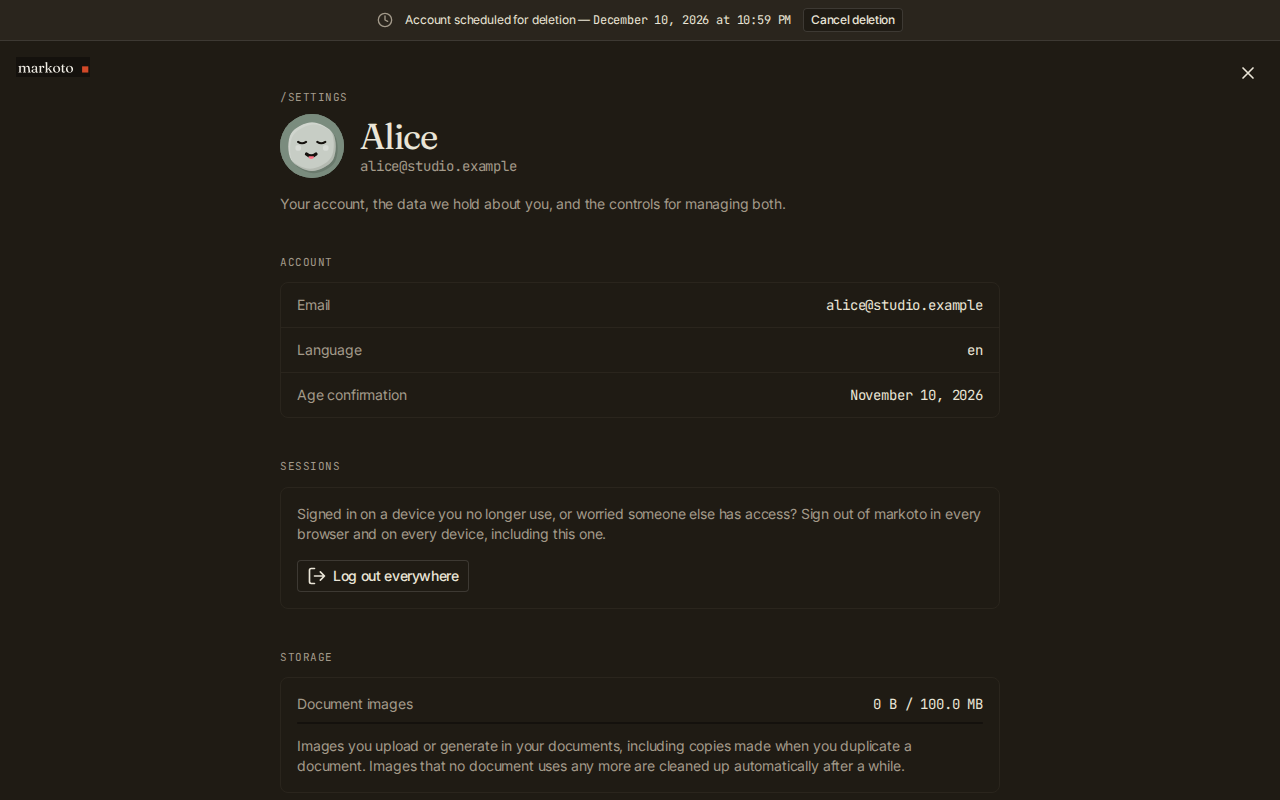 Account scheduled for deletion — December 10, 2026 at 10:59 PM Cancel deletion
markoto
/SETTINGS
Alice
alice@studio.example
Your account, the data we hold about you, and the controls for managing both.
ACCOUNT
Email alice@studio.example
Language en
Age confirmation November 10, 2026
SESSIONS
Signed in on a device you no longer use, or worried someone else has access? Sign out of markoto in every
browser and on every device, including this one.
Log out everywhere
STORAGE
Document images 0 B / 100.0 MB
Images you upload or generate in your documents, including copies made when you duplicate a
document. Images that no document uses any more are cleaned up automatically after a while.